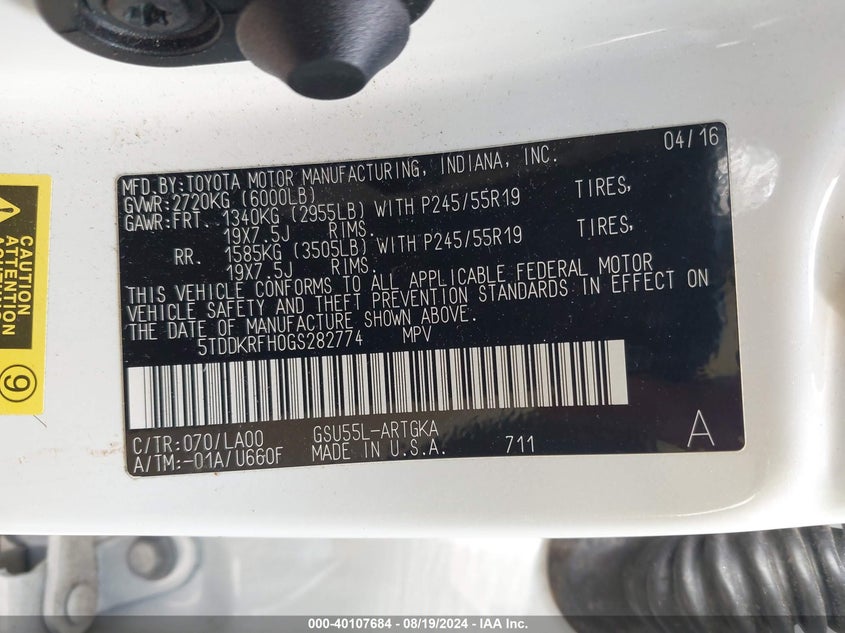 MFD.BY:TOYOTA MOTOR MANUFACTURING, INDIANA, INC. 04/16
GVWR:2720KG (6000LB)
GAWR:FRT. 1340KG (2955LB) WITH P245/55R19 TIRES,
19X7.5J RIMS.
RR. 1585KG (3505LB) WITH P245/55R19 TIRES,
19X7.5J RIMS.
THIS VEHICLE CONFORMS TO ALL APPLICABLE FEDERAL MOTOR
VEHICLE SAFETY AND THEFT PREVENTION STANDARDS IN EFFECT ON
THE DATE OF MANUFACTURE SHOWN ABOVE.
5TDDKRFH0GS282774 MPV
C/TR:070/LA00 GSU55L-ARTGKA
A/TM:-01A/U660F MADE IN U.S.A. 711
A
CAUTION
ACTION
9
000-40107684 - 08/19/2024 - IAA Inc.